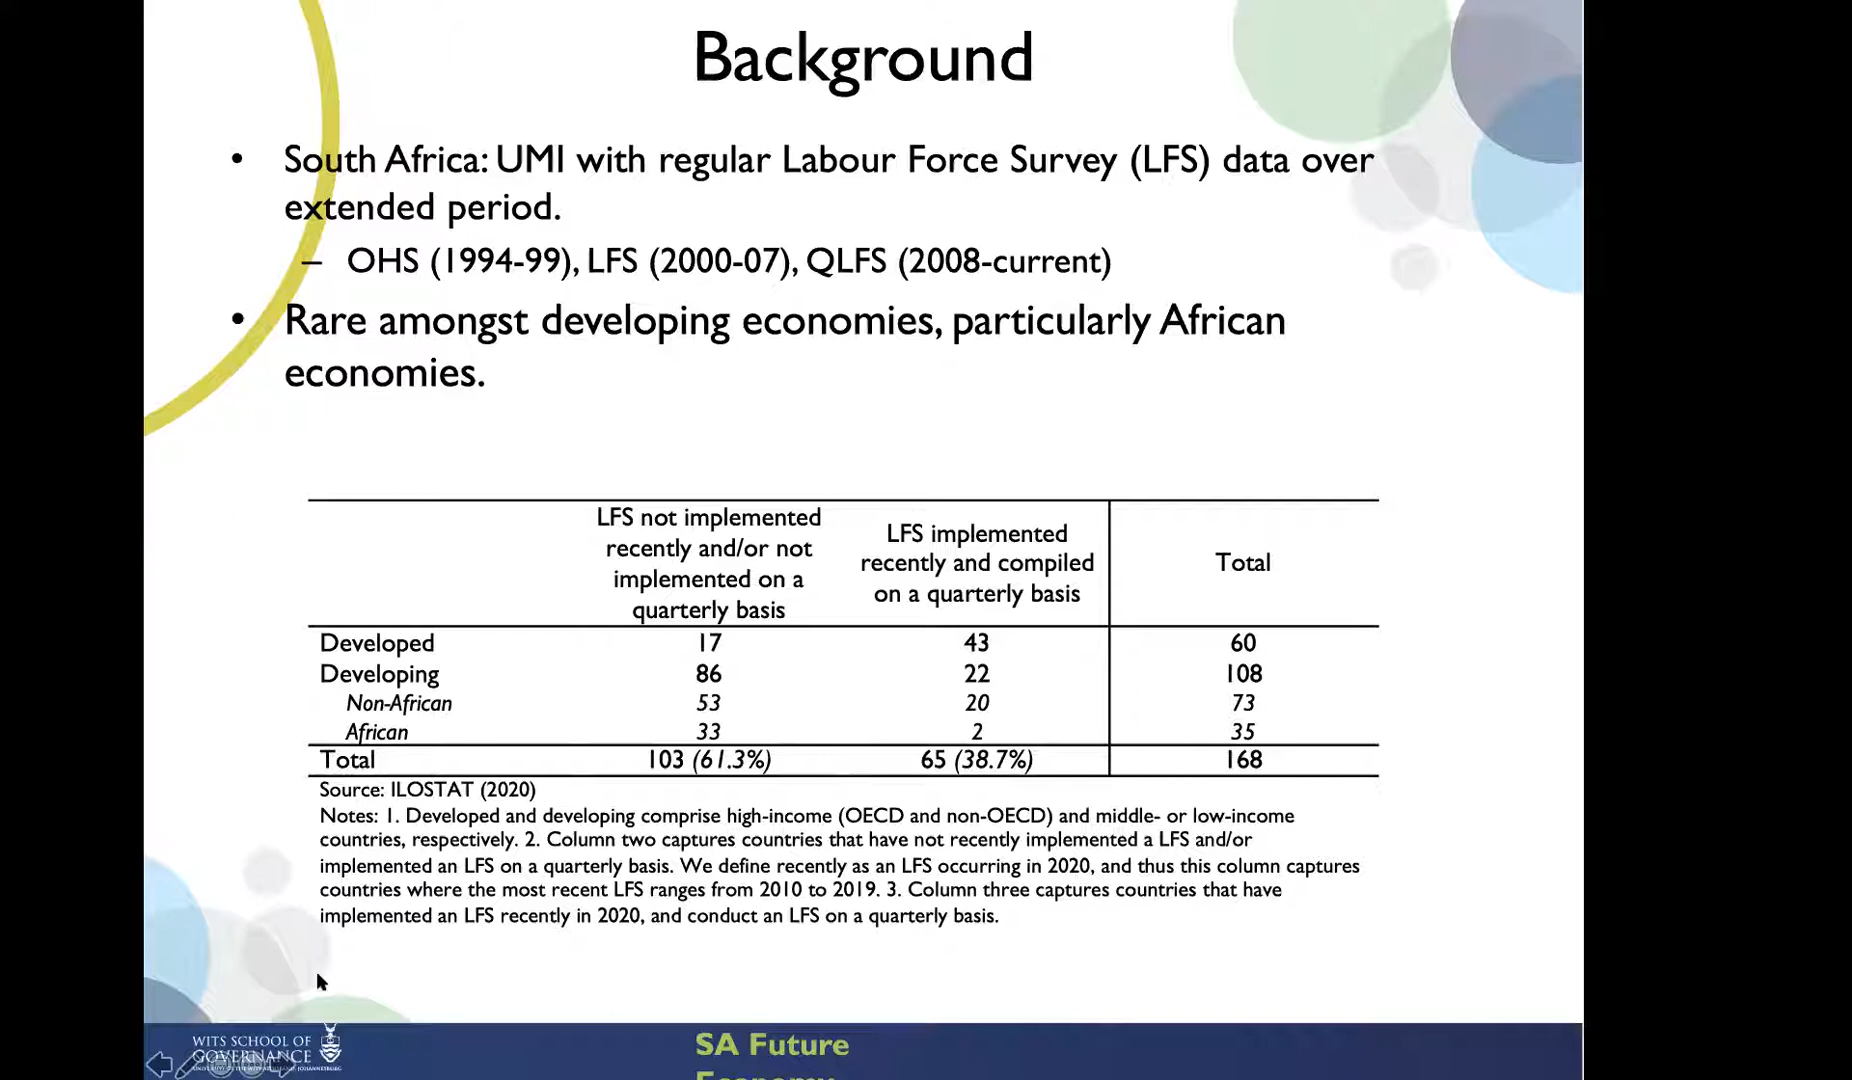 Background
• South Africa: UMI with regular Labour Force Survey (LFS) data over
extended period.
– OHS (1994-99), LFS (2000-07), QLFS (2008-current)
• Rare amongst developing economies, particularly African
economies.
LFS not implemented
recently and/or not
implemented on a
quarterly basis
LFS implemented
recently and compiled
on a quarterly basis
Total
Developed 17 43 60
Developing 86 22 108
Non-African 53 20 73
African 33 2 35
Total 103 (61.3%) 65 (38.7%) 168
Source: ILOSTAT (2020)
Notes: 1. Developed and developing comprise high-income (OECD and non-OECD) and middle- or low-income
countries, respectively. 2. Column two captures countries that have not recently implemented a LFS and/or
implemented an LFS on a quarterly basis. We define recently as an LFS occurring in 2020, and thus this column captures
countries where the most recent LFS ranges from 2010 to 2019. 3. Column three captures countries that have
implemented an LFS recently in 2020, and conduct an LFS on a quarterly basis.
WITS SCHOOL OF
GOVERNANCE
SA Future
Economy